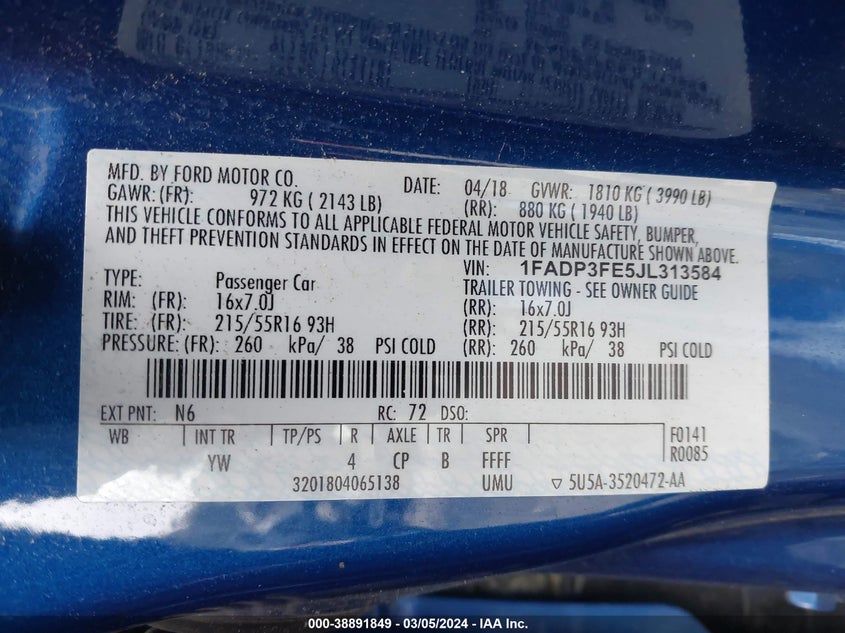 MFD. BY FORD MOTOR CO. DATE: 04/18 GVWR: 1810 KG ( 3990 LB)
GAWR: (FR): 972 KG ( 2143 LB) (RR): 880 KG ( 1940 LB)
THIS VEHICLE CONFORMS TO ALL APPLICABLE FEDERAL MOTOR VEHICLE SAFETY, BUMPER,
AND THEFT PREVENTION STANDARDS IN EFFECT ON THE DATE OF MANUFACTURE SHOWN ABOVE.
VIN: 1FADP3FE5JL313584
TYPE: Passenger Car TRAILER TOWING - SEE OWNER GUIDE
RIM: (FR): 16x7.0J (RR): 16x7.0J
TIRE: (FR): 215/55R16 93H (RR): 215/55R16 93H
PRESSURE: (FR): 260 kPa/ 38 PSI COLD (RR): 260 kPa/ 38 PSI COLD
EXT PNT: N6 RC: 72 DSO:
WB INT TR TP/PS R AXLE TR SPR F0141
YW 4 CP B FFFF R0085
3201804065138 UMU ▽ 5U5A-3520472-AA
000-38891849 - 03/05/2024 - IAA Inc.